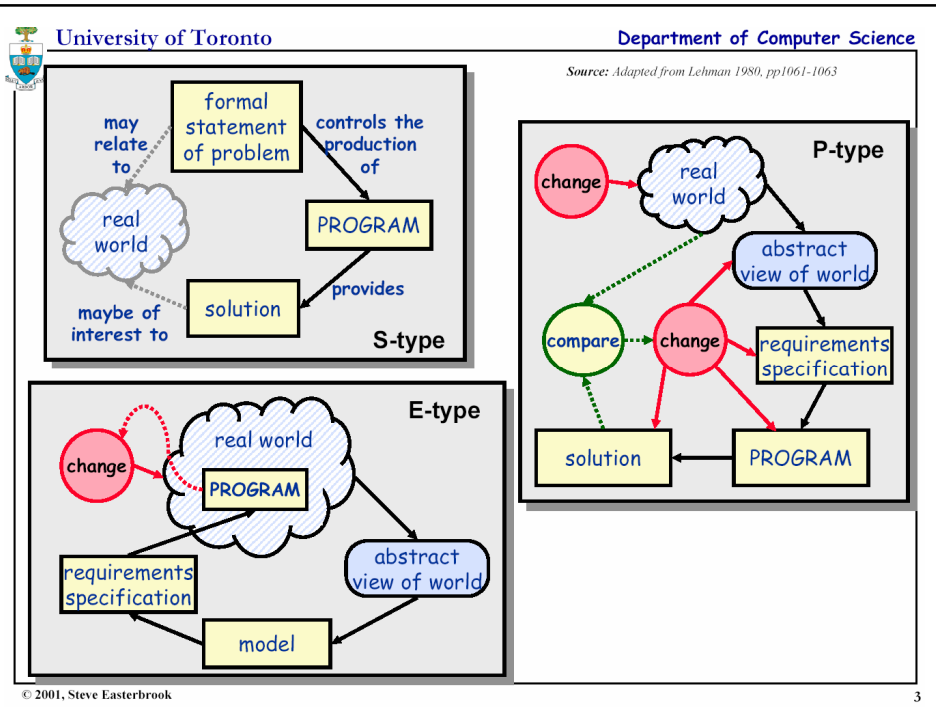 University of Toronto
Department of Computer Science
Source: Adapted from Lehman 1980, pp1061-1063
formal
statement
of problem
may
relate
to
controls the
production
of
real
world
PROGRAM
solution
provides
maybe of
interest to
S-type
P-type
change
real
world
abstract
view of world
compare
change
requirements
specification
solution
PROGRAM
E-type
change
real world
PROGRAM
requirements
specification
abstract
view of world
model
© 2001, Steve Easterbrook
3